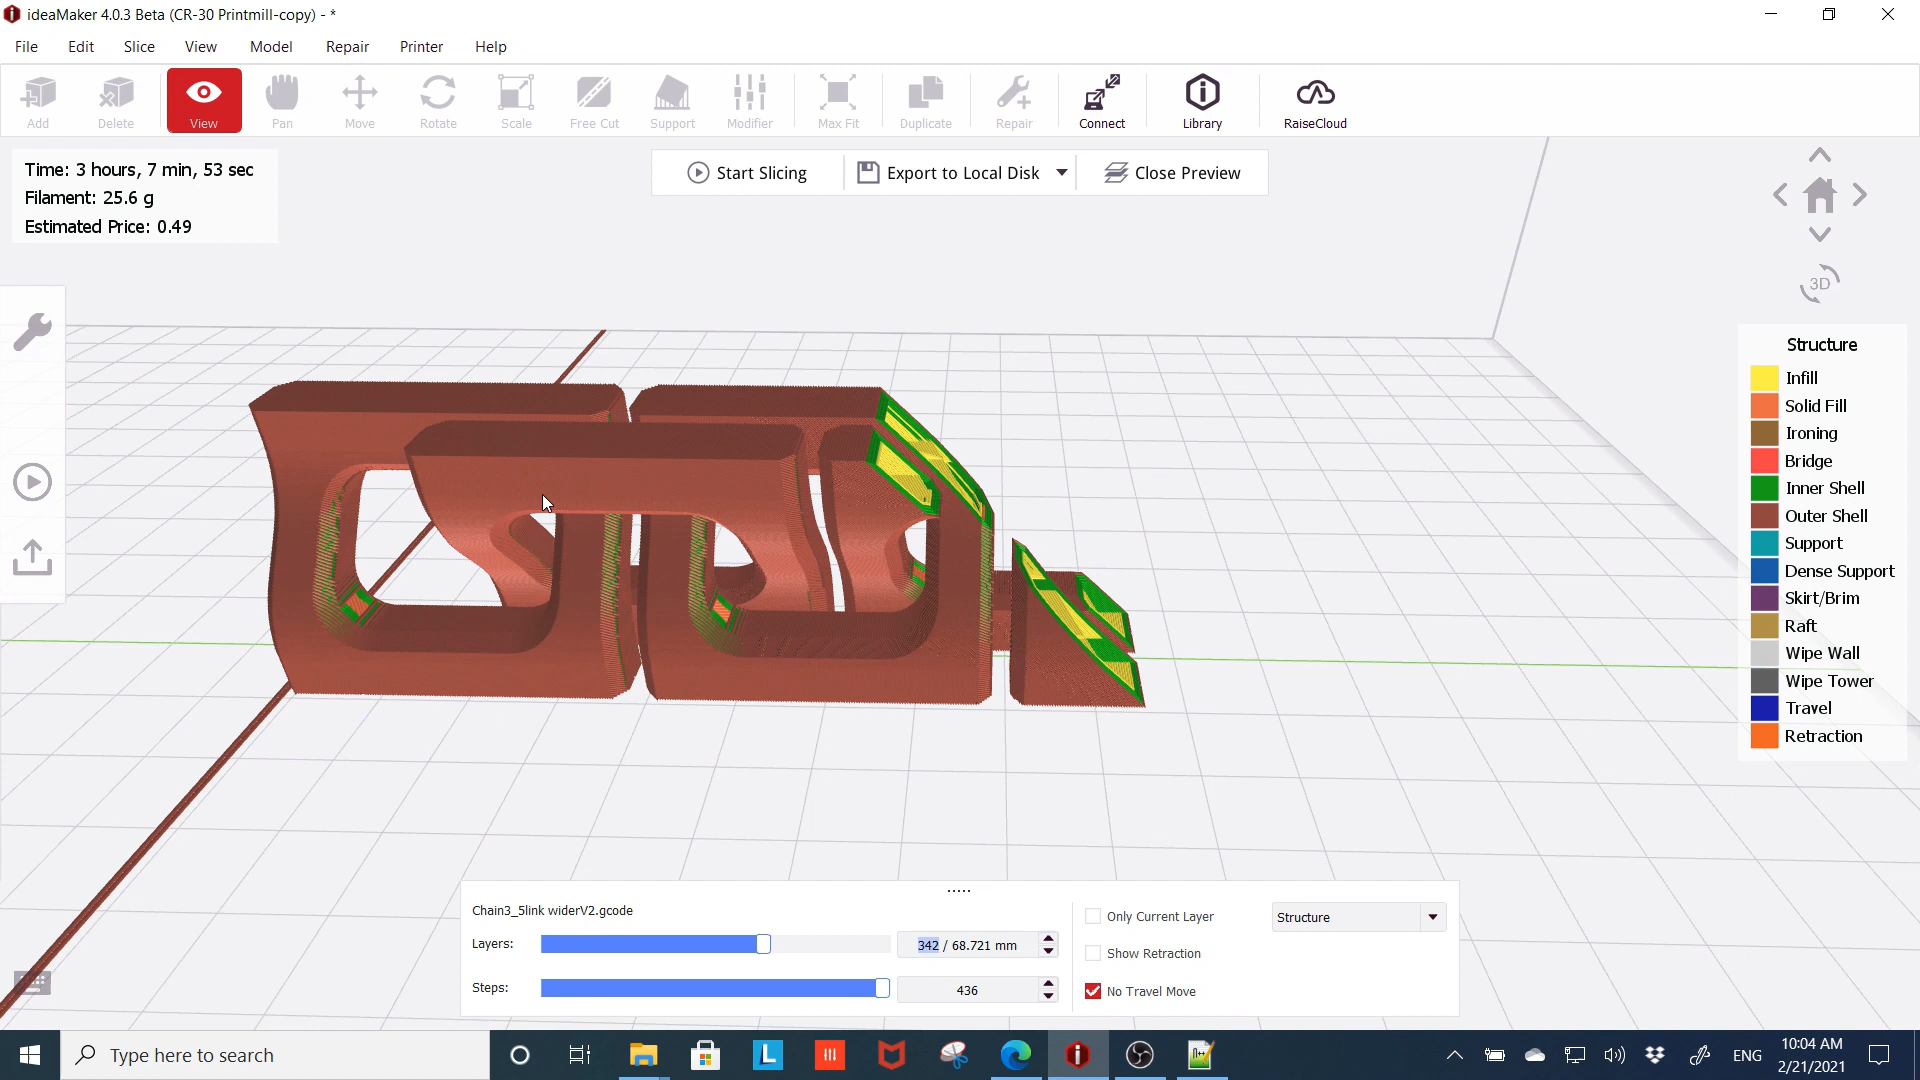 ideaMaker 4.0.3 Beta (CR-30 Printmill-copy) - *
File Edit Slice View Model Repair Printer Help
Add Delete View Pan Move Rotate Scale Free Cut Support Modifier Max Fit Duplicate Repair Connect Library RaiseCloud
Time: 3 hours, 7 min, 53 sec
Filament: 25.6 g
Estimated Price: 0.49
Start Slicing Export to Local Disk Close Preview
3D
Structure
Infill
Solid Fill
Ironing
Bridge
Inner Shell
Outer Shell
Support
Dense Support
Skirt/Brim
Raft
Wipe Wall
Wipe Tower
Travel
Retraction
Chain3_5link widerV2.gcode
Layers: 342 / 68.721 mm
Steps: 436
Only Current Layer Structure
Show Retraction
No Travel Move
Type here to search
L
ENG
10:04 AM
2/21/2021